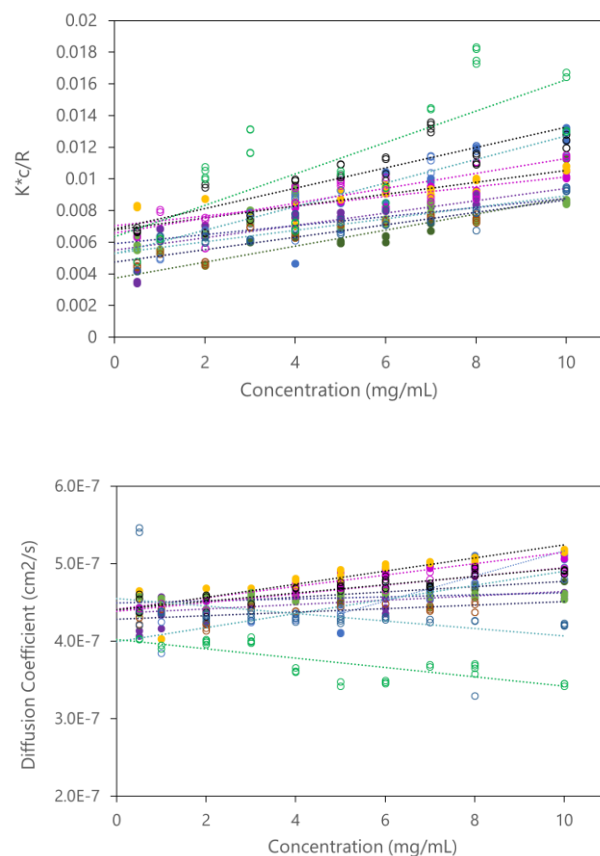 0.02
0.018
0.016
0.014
0.012
0.01
0.008
0.006
0.004
0.002
0
K*c/R
0 2 4 6 8 10
Concentration (mg/mL)
6.0E-7
5.0E-7
4.0E-7
3.0E-7
2.0E-7
Diffusion Coefficient (cm2/s)
0 2 4 6 8 10
Concentration (mg/mL)